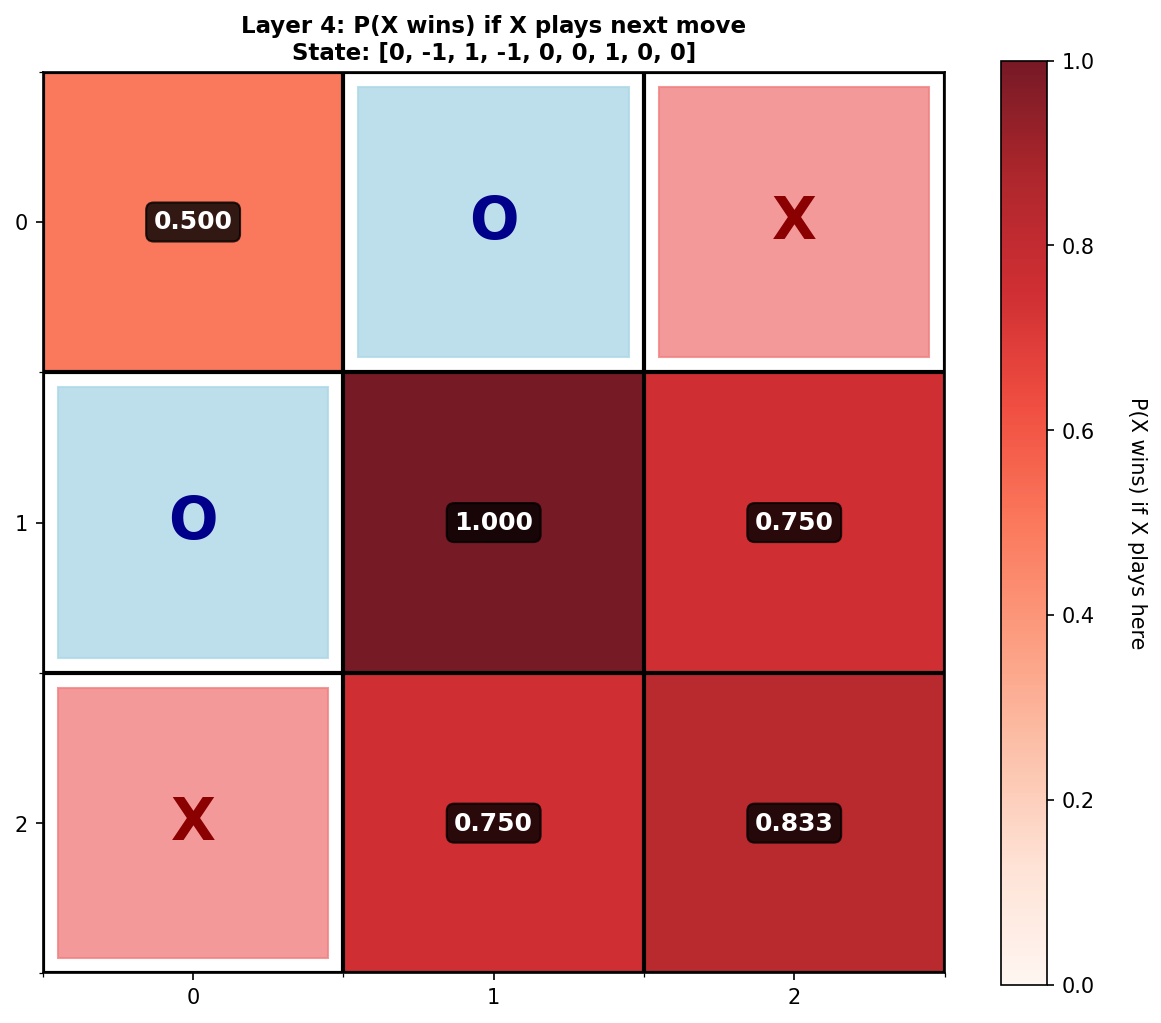 Layer 4: P(X wins) if X plays next move
State: [0, -1, 1, -1, 0, 0, 1, 0, 0]
0
0.500
O
X
1
O
1.000
0.750
2
X
0.750
0.833
0
1
2
1.0
0.8
0.6
0.4
0.2
0.0
P(X wins) if X plays here